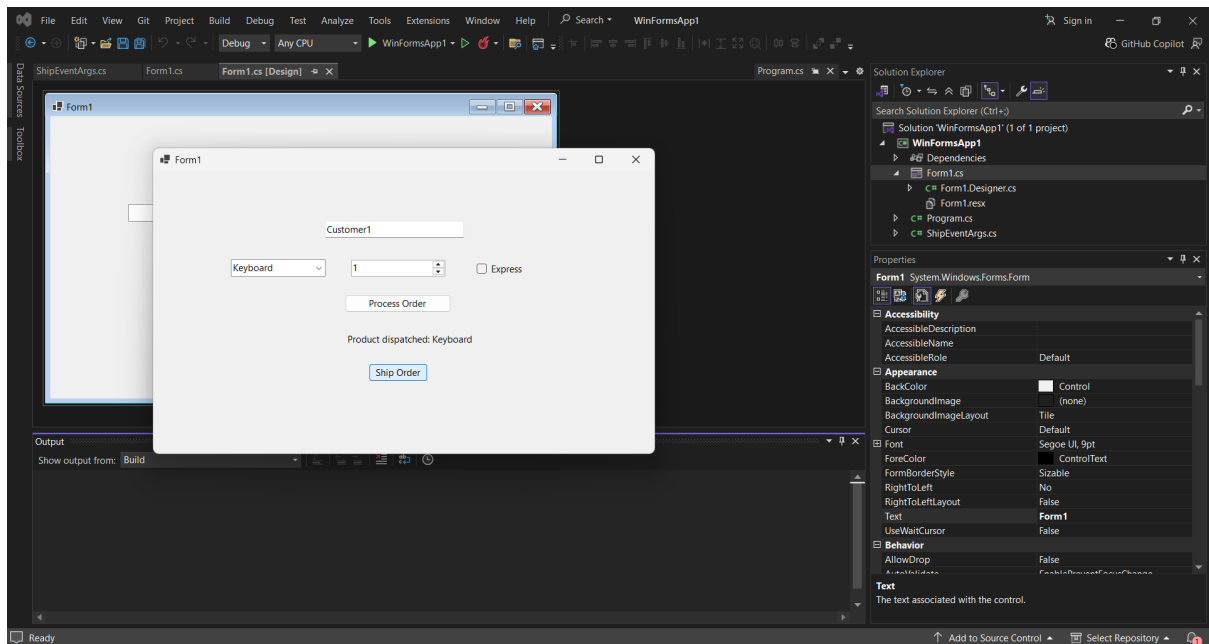 File Edit View Git Project Build Debug Test Analyze Tools Extensions Window Help Search WinFormsApp1 Sign in
Debug Any CPU WinFormsApp1 GitHub Copilot
Data Sources
Toolbox
ShipEventArgs.cs Form1.cs Form1.cs [Design] Program.cs
Form1
Form1
Customer1
Keyboard 1 Express
Process Order
Product dispatched: Keyboard
Ship Order
Output
Show output from: Build
Solution Explorer
Search Solution Explorer (Ctrl+;)
Solution 'WinFormsApp1' (1 of 1 project)
C# WinFormsApp1
Dependencies
Form1.cs
C# Form1.Designer.cs
Form1.resx
C# Program.cs
C# ShipEventArgs.cs
Properties
Form1 System.Windows.Forms.Form
Accessibility
AccessibleDescription
AccessibleName
AccessibleRole Default
Appearance
BackColor Control
BackgroundImage (none)
BackgroundImageLayout Tile
Cursor Default
Font Segoe UI, 9pt
ForeColor ControlText
FormBorderStyle Sizable
RightToLeft No
RightToLeftLayout False
Text Form1
UseWaitCursor False
Behavior
AllowDrop False
AutoValidate EnablePreventFocusChange
Text
The text associated with the control.
Ready Add to Source Control Select Repository 1